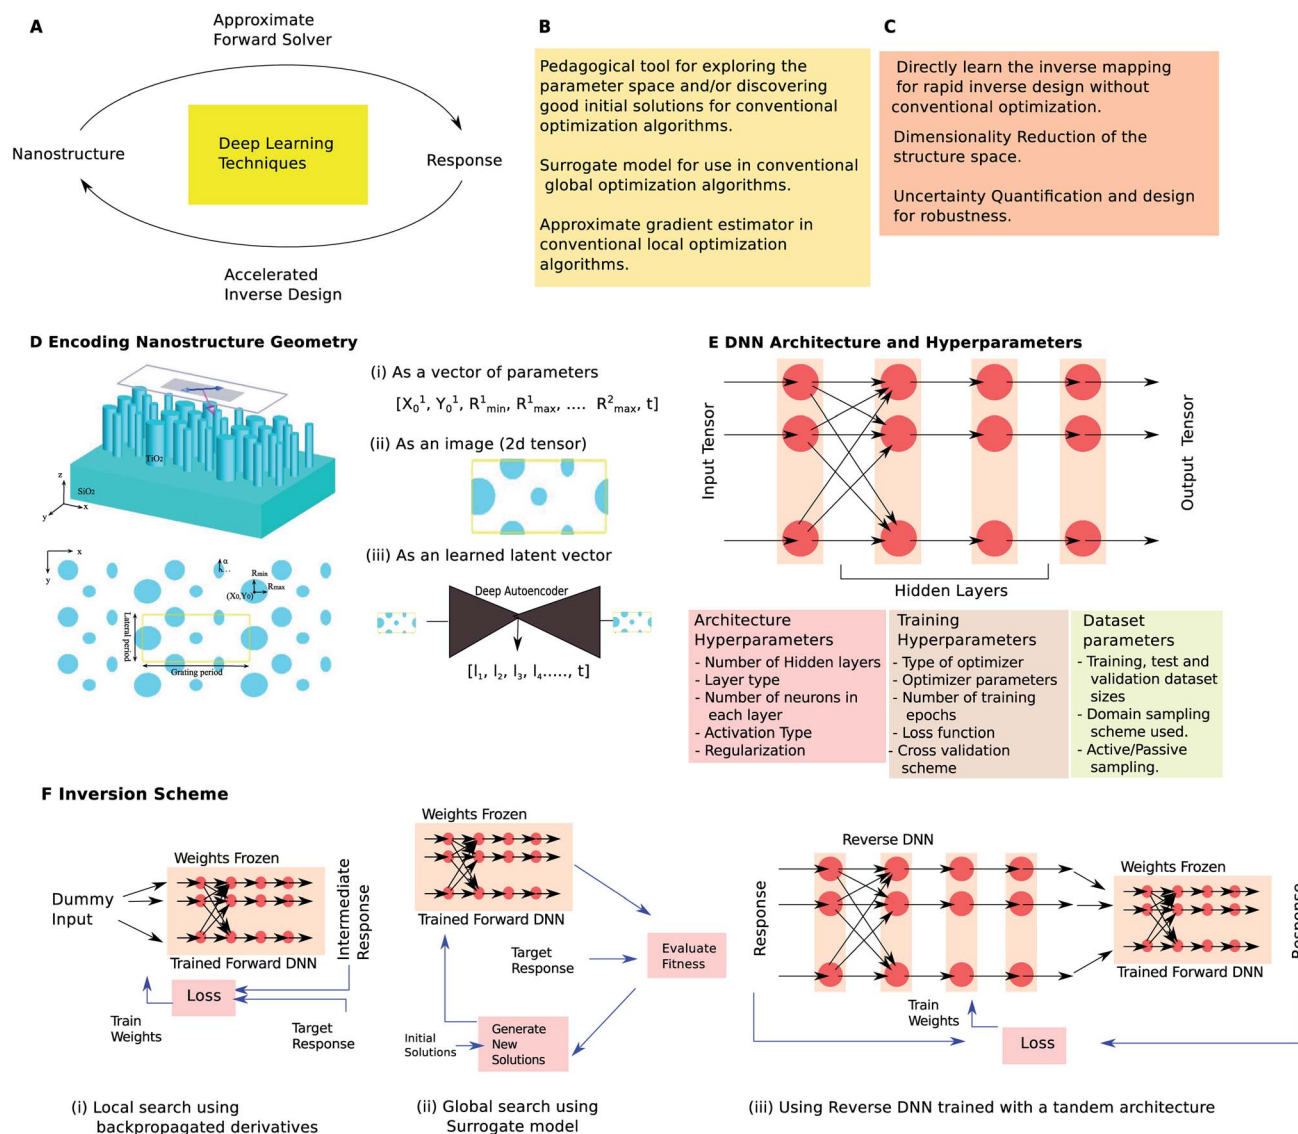 A
Approximate
Forward Solver
Nanostructure
Deep Learning
Techniques
Response
Accelerated
Inverse Design
B
Pedagogical tool for exploring the
parameter space and/or discovering
good initial solutions for conventional
optimization algorithms.
Surrogate model for use in conventional
global optimization algorithms.
Approximate gradient estimator in
conventional local optimization
algorithms.
C
Directly learn the inverse mapping
for rapid inverse design without
conventional optimization.
Dimensionality Reduction of the
structure space.
Uncertainty Quantification and design
for robustness.
D Encoding Nanostructure Geometry
TiO₂
SiO₂
z
x
y
x
y
α
Rmin
Rmax
(X₀,Y₀)
Lateral period
Grating period
(i) As a vector of parameters
[X₀¹, Y₀¹, R¹min, R¹max, .... R²max, t]
(ii) As an image (2d tensor)
(iii) As an learned latent vector
Deep Autoencoder
[l₁, l₂, l₃, l₄....., t]
E DNN Architecture and Hyperparameters
Input Tensor
Output Tensor
Hidden Layers
Architecture
Hyperparameters
- Number of Hidden layers
- Layer type
- Number of neurons in
each layer
- Activation Type
- Regularization
Training
Hyperparameters
- Type of optimizer
- Optimizer parameters
- Number of training
epochs
- Loss function
- Cross validation
scheme
Dataset
parameters
- Training, test and
validation dataset
sizes
- Domain sampling
scheme used.
- Active/Passive
sampling.
F Inversion Scheme
Weights Frozen
Dummy
Input
Trained Forward DNN
Intermediate
Response
Loss
Train
Weights
Target
Response
(i) Local search using
backpropagated derivatives
Weights Frozen
Trained Forward DNN
Target
Response
Evaluate
Fitness
Initial
Solutions
Generate
New
Solutions
(ii) Global search using
Surrogate model
Reverse DNN
Response
Weights Frozen
Trained Forward DNN
Response
Train
Weights
Loss
(iii) Using Reverse DNN trained with a tandem architecture